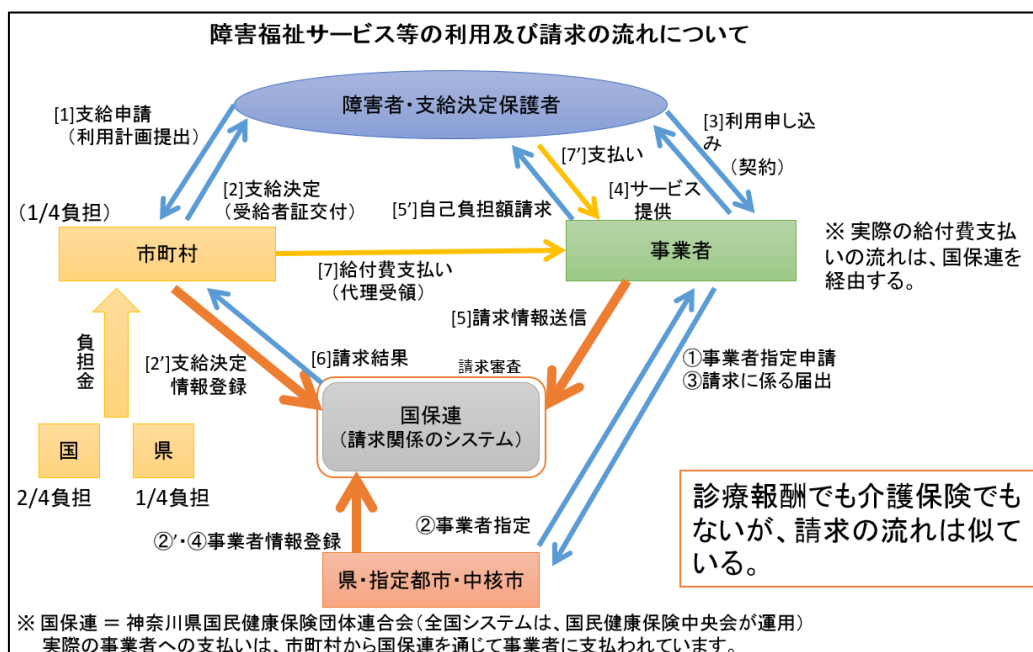 障害福祉サービス等の利用及び請求の流れについて
障害者・支給決定保護者
[1]支給申請
（利用計画提出）
[3]利用申し込
み
（契約）
[7’]支払い
[2]支給決定
（受給者証交付）
[4]サービス
提供
[5’]自己負担額請求
（1/4負担）
市町村
事業者
※ 実際の給付費支払
いの流れは、国保連を
経由する。
[7]給付費支払い
（代理受領）
負担金
[5]請求情報送信
[2’]支給決定
情報登録
[6]請求結果
請求審査
①事業者指定申請
③請求に係る届出
国保連
（請求関係のシステム）
国
県
2/4負担
1/4負担
②事業者指定
②’・④事業者情報登録
診療報酬でも介護保険でも
ないが、請求の流れは似て
いる。
県・指定都市・中核市
※ 国保連 ＝ 神奈川県国民健康保険団体連合会（全国システムは、国民健康保険中央会が運用）
実際の事業者への支払いは、市町村から国保連を通じて事業者に支払われています。